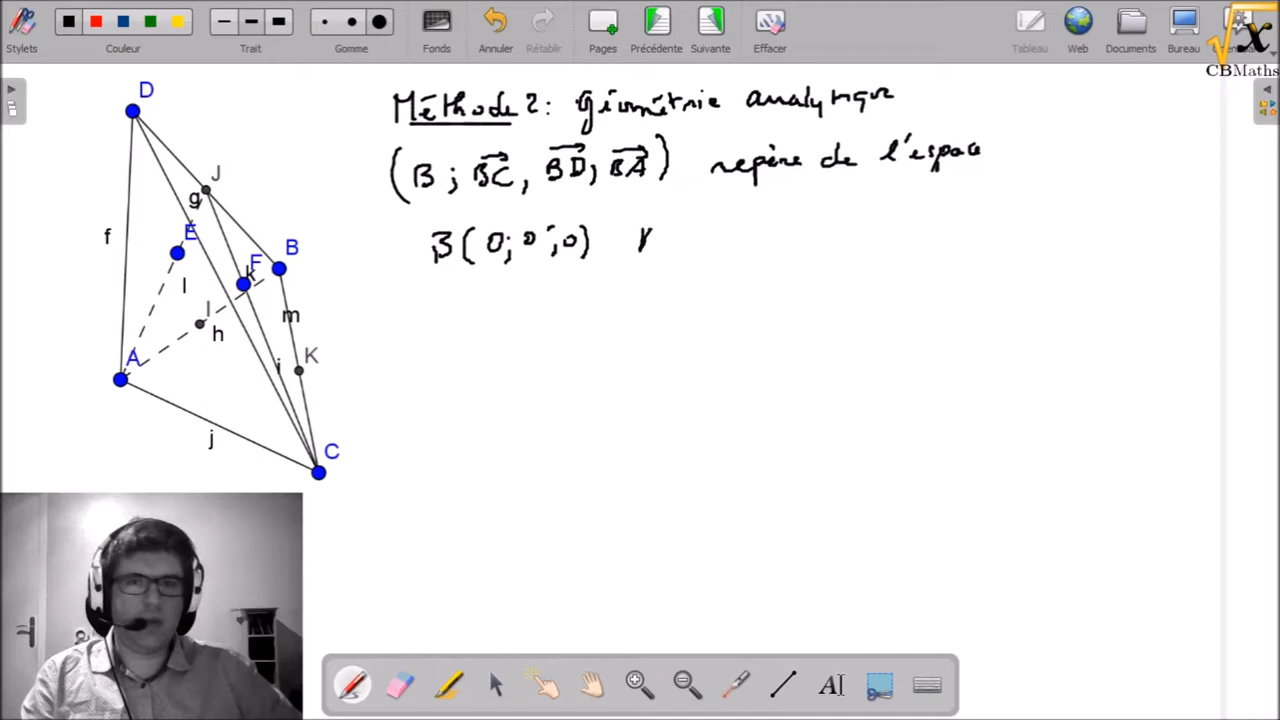 Stylets Couleur Trait Gomme Fonds Annuler Rétablir Pages Précédente Suivante Effacer Tableau Web Documents Bureau
CBMaths
Méthode 2: Géométrie analytique
(B; BC, BD, BA) repère de l'espace
B(0;0;0)
D
J
g
f
E
B
F
k
l
I
h
m
A
i
K
j
C